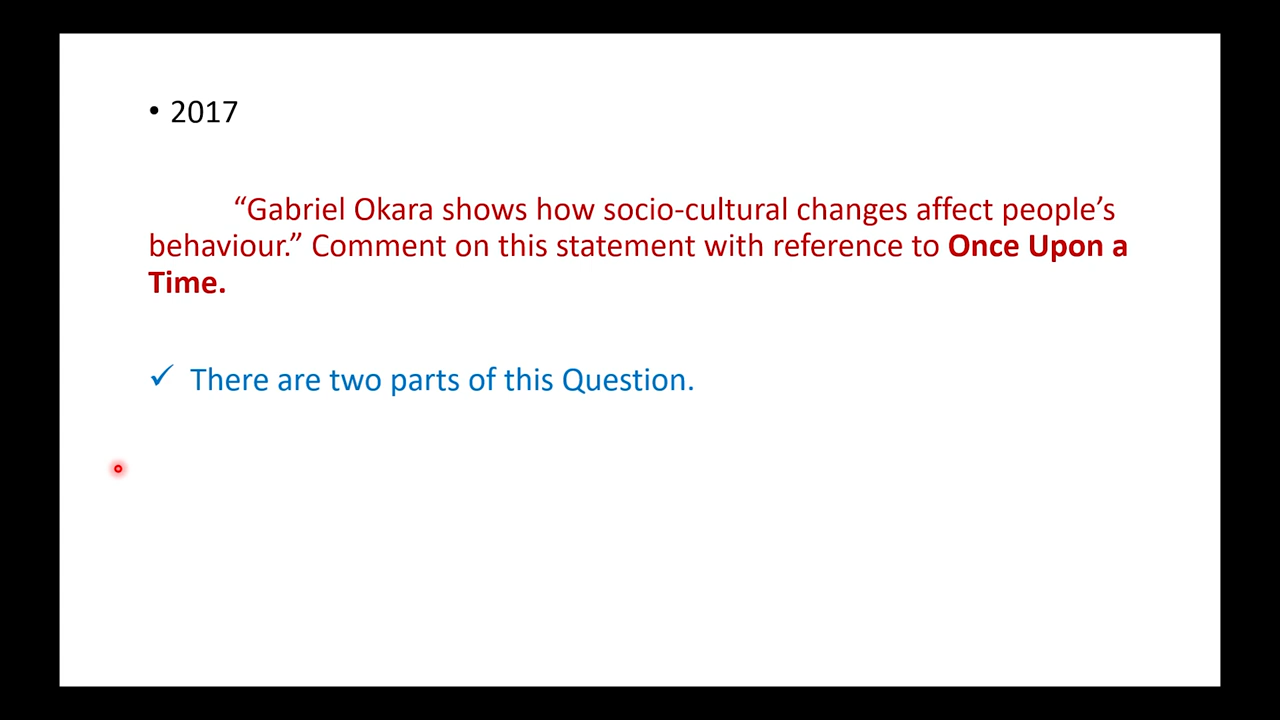 • 2017
“Gabriel Okara shows how socio-cultural changes affect people’s
behaviour.” Comment on this statement with reference to Once Upon a
Time.
✓ There are two parts of this Question.